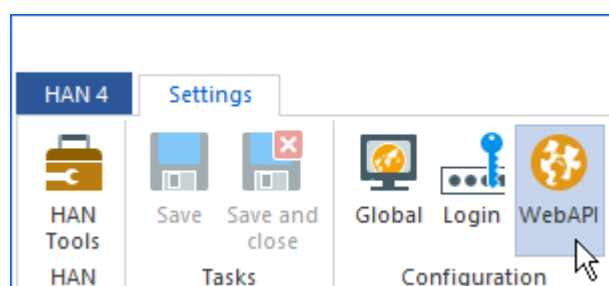 HAN 4 Settings
HAN Tools Save Save and close Global Login WebAPI
HAN Tasks Configuration